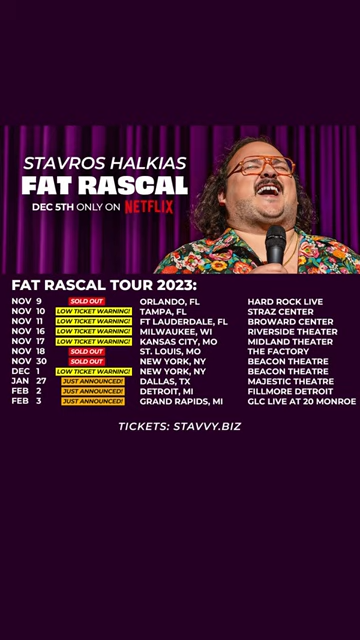 STAVROS HALKIAS
FAT RASCAL
DEC 5TH ONLY ON NETFLIX
FAT RASCAL TOUR 2023:
NOV 9 SOLD OUT ORLANDO, FL HARD ROCK LIVE
NOV 10 LOW TICKET WARNING! TAMPA, FL STRAZ CENTER
NOV 11 LOW TICKET WARNING! FT LAUDERDALE, FL BROWARD CENTER
NOV 16 LOW TICKET WARNING! MILWAUKEE, WI RIVERSIDE THEATER
NOV 17 LOW TICKET WARNING! KANSAS CITY, MO MIDLAND THEATER
NOV 18 SOLD OUT ST. LOUIS, MO THE FACTORY
NOV 30 SOLD OUT NEW YORK, NY BEACON THEATRE
DEC 1 LOW TICKET WARNING! NEW YORK, NY BEACON THEATRE
JAN 27 JUST ANNOUNCED! DALLAS, TX MAJESTIC THEATRE
FEB 2 JUST ANNOUNCED! DETROIT, MI FILLMORE DETROIT
FEB 3 JUST ANNOUNCED! GRAND RAPIDS, MI GLC LIVE AT 20 MONROE
TICKETS: STAVVY.BIZ